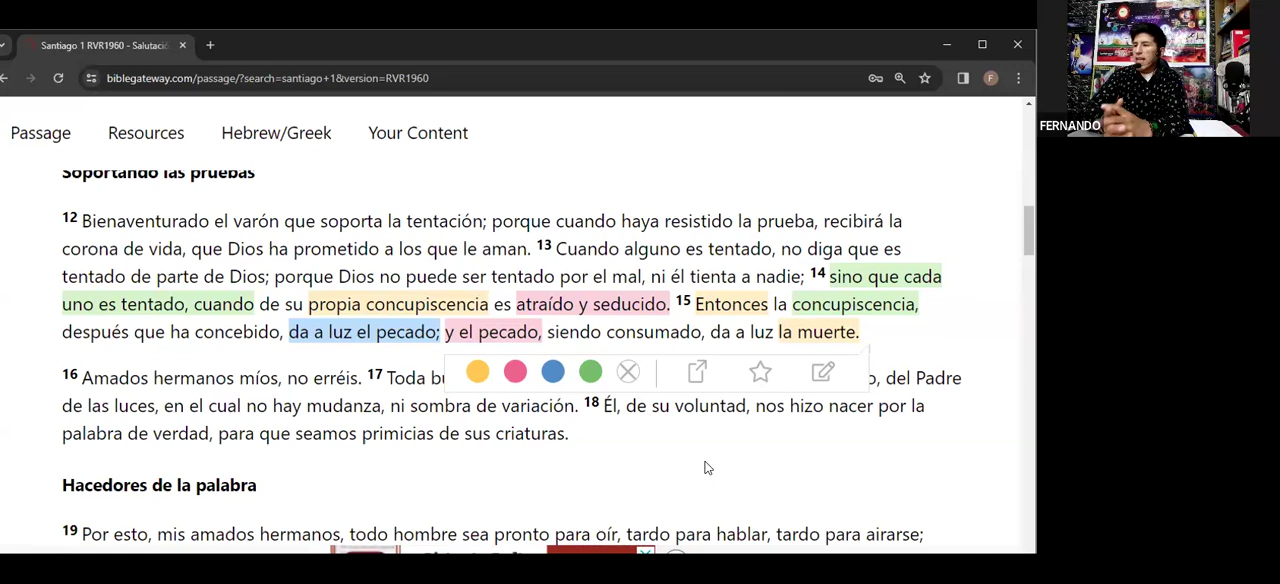 Santiago 1 RVR1960 - Salutació
biblegateway.com/passage/?search=santiago+1&version=RVR1960
F
FERNANDO
Passage Resources Hebrew/Greek Your Content
Soportando las pruebas
12 Bienaventurado el varón que soporta la tentación; porque cuando haya resistido la prueba, recibirá la
corona de vida, que Dios ha prometido a los que le aman. 13 Cuando alguno es tentado, no diga que es
tentado de parte de Dios; porque Dios no puede ser tentado por el mal, ni él tienta a nadie; 14 sino que cada
uno es tentado, cuando de su propia concupiscencia es atraído y seducido. 15 Entonces la concupiscencia,
después que ha concebido, da a luz el pecado; y el pecado, siendo consumado, da a luz la muerte.
16 Amados hermanos míos, no erréis. 17 Toda bu o, del Padre
de las luces, en el cual no hay mudanza, ni sombra de variación. 18 Él, de su voluntad, nos hizo nacer por la
palabra de verdad, para que seamos primicias de sus criaturas.
Hacedores de la palabra
19 Por esto, mis amados hermanos, todo hombre sea pronto para oír, tardo para hablar, tardo para airarse;